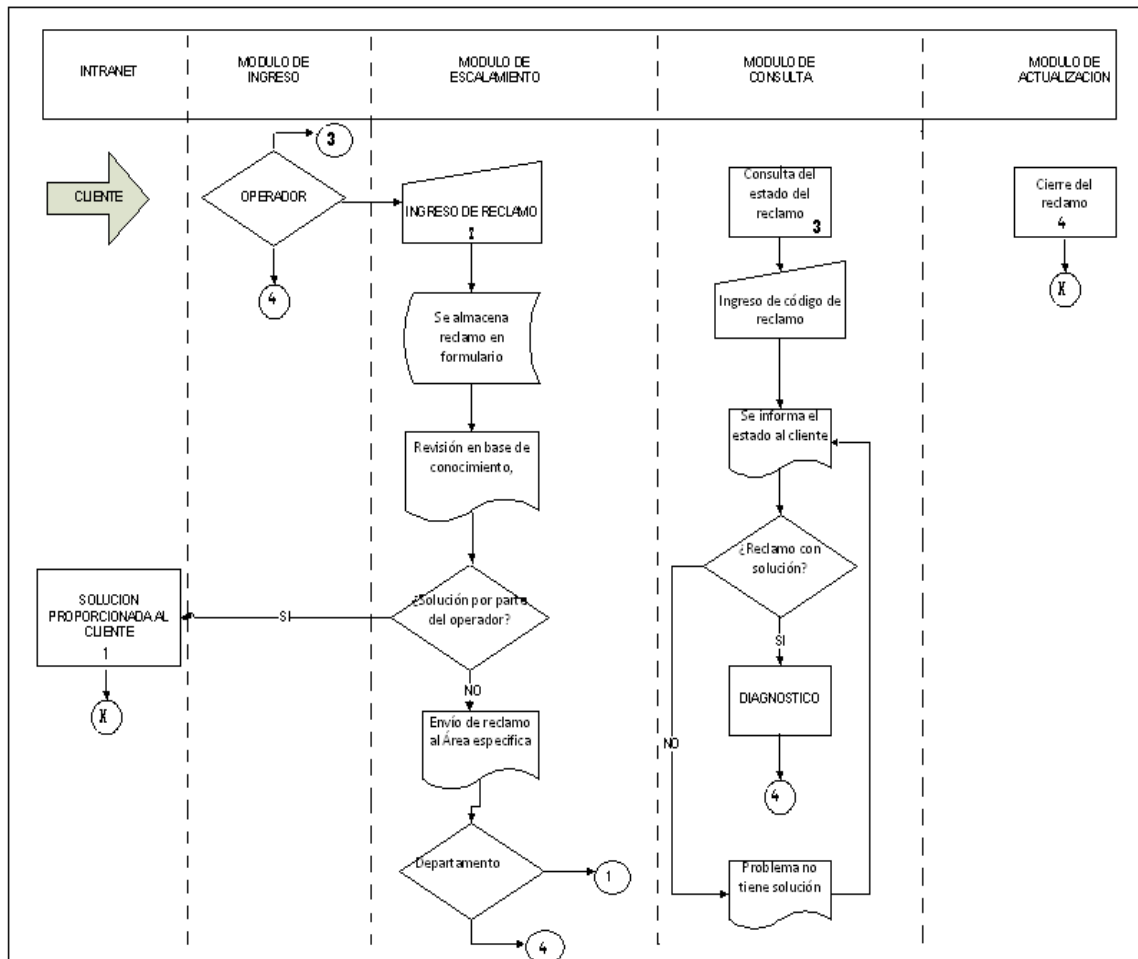 INTRANET
MODULO DE
INGRESO
MODULO DE
ESCALAMIENTO
MODULO DE
CONSULTA
MODULO DE
ACTUALIZACION
CLIENTE
OPERADOR
3
4
INGRESO DE RECLAMO
Se almacena
reclamo en
formulario
Revisión en base de
conocimiento,
¿Solución por parte
del operador?
SI
SOLUCION
PROPORCIONADA AL
CLIENTE
1
K
NO
Envío de reclamo
al Área especifica
Departamento
1
4
Consulta del
estado del
reclamo
3
Ingreso de código de
reclamo
Se informa el
estado al cliente
¿Reclamo con
solución?
SI
DIAGNOSTICO
4
NO
Problema no
tiene solución
Cierre del
reclamo
4
K